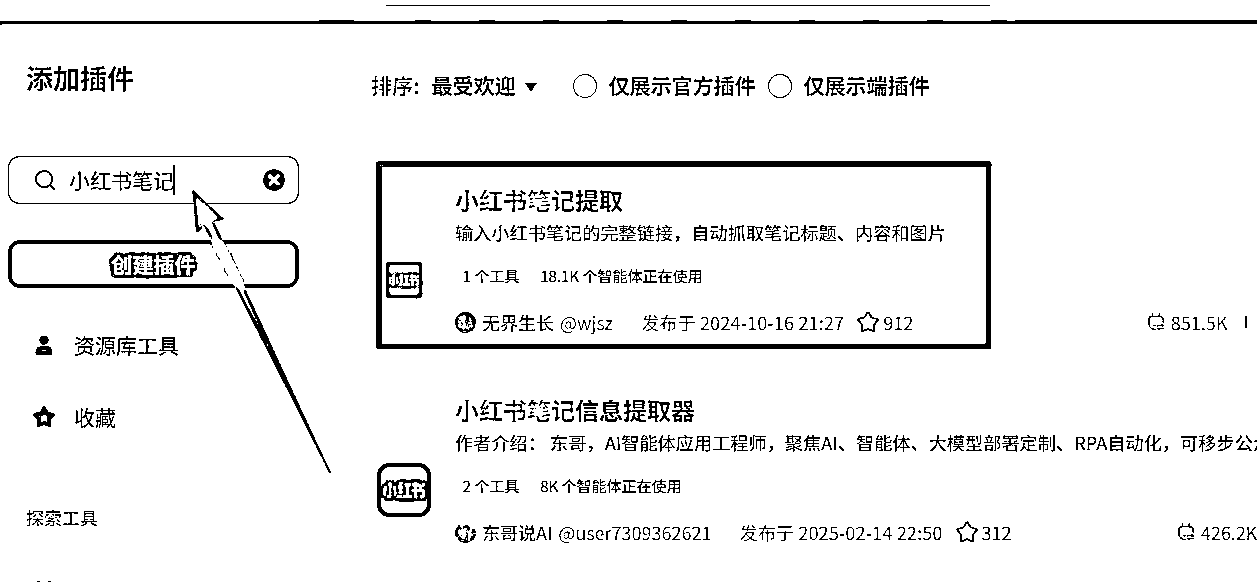 添加插件
排序: 最受欢迎 仅展示官方插件 仅展示端插件
小红书笔记
创建插件
资源库工具
收藏
探索工具
小红书笔记提取
输入小红书笔记的完整链接，自动抓取笔记标题、内容和图片
小红书
1 个工具 18.1K 个智能体正在使用
无界生长 @wjsz 发布于 2024-10-16 21:27 912 851.5K
小红书笔记信息提取器
作者介绍： 东哥，AI智能体应用工程师，聚焦AI、智能体、大模型部署定制、RPA自动化，可移步公
小红书
2 个工具 8K 个智能体正在使用
东哥说AI @user7309362621 发布于 2025-02-14 22:50 312 426.2K